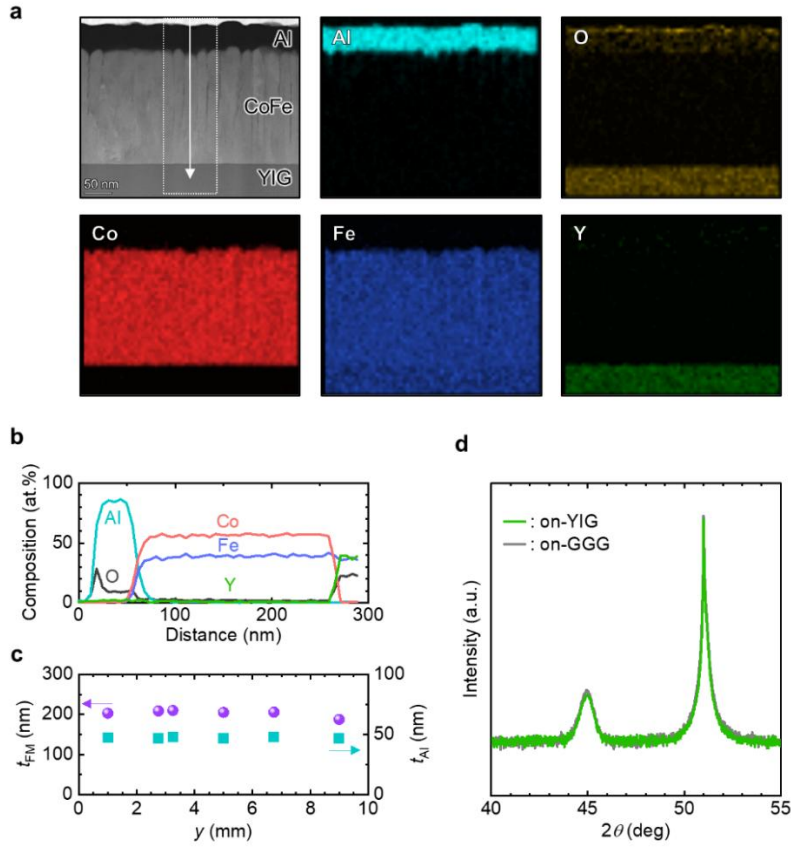 a
Al
CoFe
YIG
50 nm
Al
O
Co
Fe
Y
b
Composition (at.%)
100
50
0
Al
O
Co
Fe
Y
0 100 200 300
Distance (nm)
c
t_FM (nm)
300
200
150
100
0
100
50
0
t_Al (nm)
0 2 4 6 8 10
y (mm)
d
Intensity (a.u.)
: on-YIG
: on-GGG
40 45 50 55
2θ (deg)